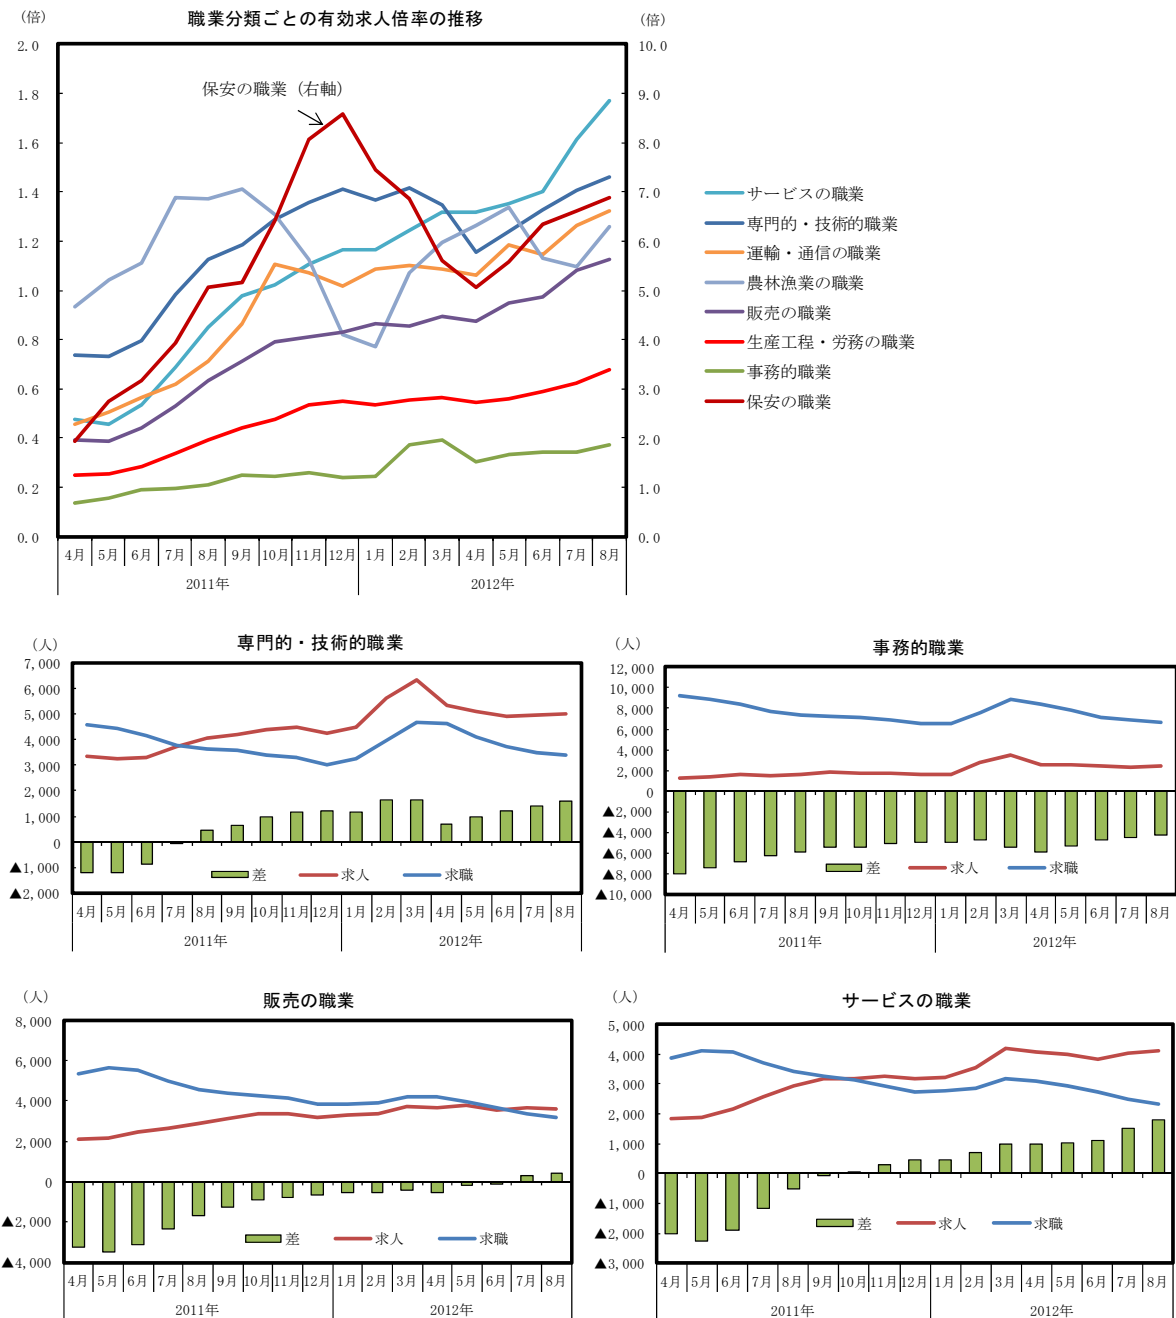 職業分類ごとの有効求人倍率の推移
（倍）
（倍）
2.0
1.8
1.6
1.4
1.2
1.0
0.8
0.6
0.4
0.2
0.0
10.0
9.0
8.0
7.0
6.0
5.0
4.0
3.0
2.0
1.0
0.0
保安の職業（右軸）
サービスの職業
専門的・技術的職業
運輸・通信の職業
農林漁業の職業
販売の職業
生産工程・労務の職業
事務的職業
保安の職業
4月 5月 6月 7月 8月 9月 10月 11月 12月 1月 2月 3月 4月 5月 6月 7月 8月
2011年 2012年
専門的・技術的職業
（人）
7,000
6,000
5,000
4,000
3,000
2,000
1,000
0
▲1,000
▲2,000
差 求人 求職
4月 5月 6月 7月 8月 9月 10月 11月 12月 1月 2月 3月 4月 5月 6月 7月 8月
2011年 2012年
事務的職業
（人）
12,000
10,000
8,000
6,000
4,000
2,000
0
▲2,000
▲4,000
▲6,000
▲8,000
▲10,000
差 求人 求職
4月 5月 6月 7月 8月 9月 10月 11月 12月 1月 2月 3月 4月 5月 6月 7月 8月
2011年 2012年
販売の職業
（人）
8,000
6,000
4,000
2,000
0
▲2,000
▲4,000
差 求人 求職
4月 5月 6月 7月 8月 9月 10月 11月 12月 1月 2月 3月 4月 5月 6月 7月 8月
2011年 2012年
サービスの職業
（人）
5,000
4,000
3,000
2,000
1,000
0
▲1,000
▲2,000
▲3,000
差 求人 求職
4月 5月 6月 7月 8月 9月 10月 11月 12月 1月 2月 3月 4月 5月 6月 7月 8月
2011年 2012年